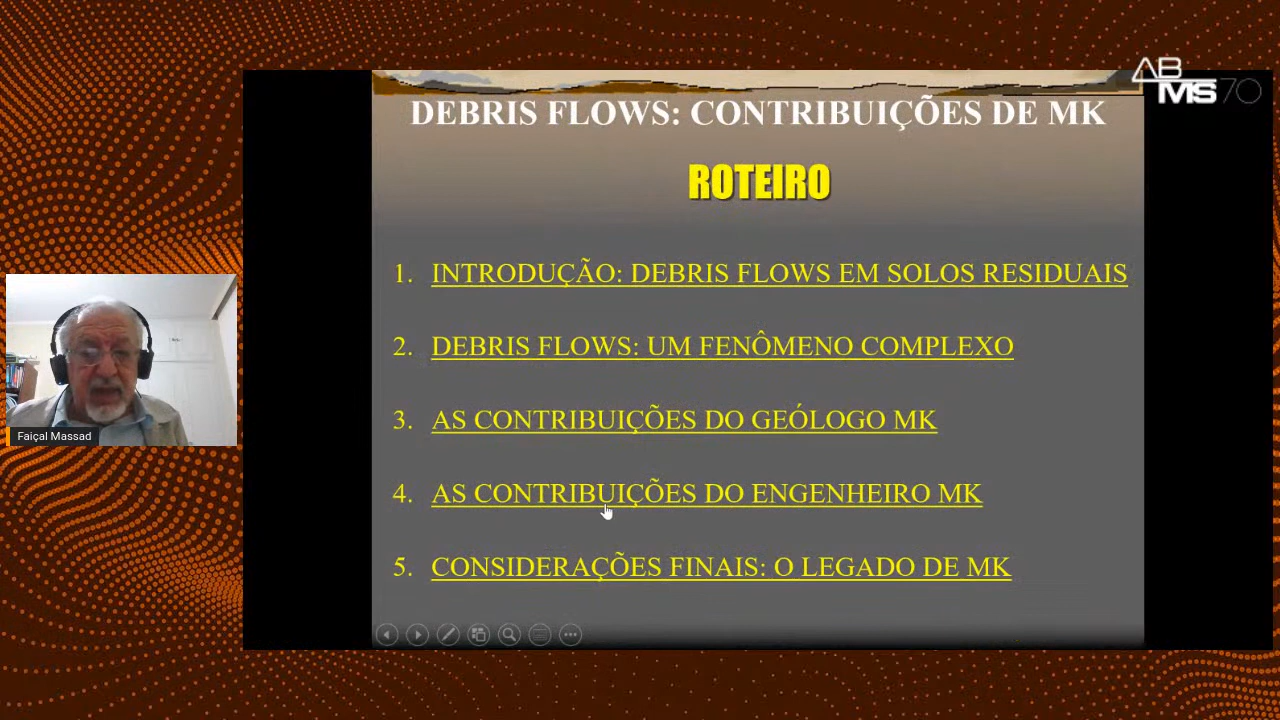 ABMS70
DEBRIS FLOWS: CONTRIBUIÇÕES DE MK
ROTEIRO
1. INTRODUÇÃO: DEBRIS FLOWS EM SOLOS RESIDUAIS
2. DEBRIS FLOWS: UM FENÔMENO COMPLEXO
3. AS CONTRIBUIÇÕES DO GEÓLOGO MK
4. AS CONTRIBUIÇÕES DO ENGENHEIRO MK
5. CONSIDERAÇÕES FINAIS: O LEGADO DE MK
Faiçal Massad